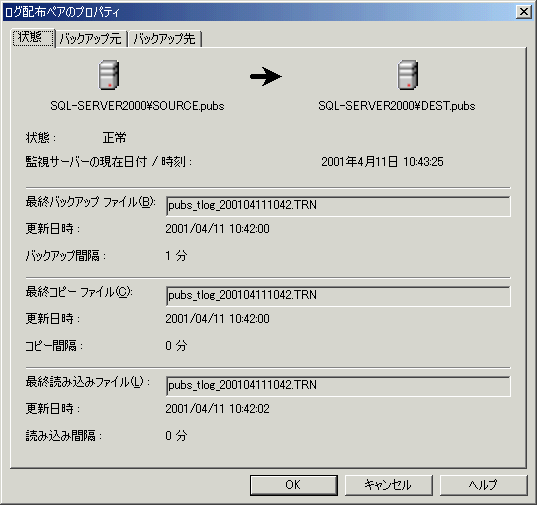 ログ配布ペアのプロパティ
状態 バックアップ元 バックアップ先
SQL-SERVER2000¥SOURCE.pubs SQL-SERVER2000¥DEST.pubs
状態 : 正常
監視サーバーの現在日付 / 時刻 : 2001年4月11日 10:43:25
最終バックアップ ファイル(B): pubs_tlog_200104111042.TRN
更新日時 : 2001/04/11 10:42:00
バックアップ間隔 : 1 分
最終コピー ファイル(C): pubs_tlog_200104111042.TRN
更新日時 : 2001/04/11 10:42:00
コピー間隔 : 0 分
最終読み込みファイル(L) : pubs_tlog_200104111042.TRN
更新日時 : 2001/04/11 10:42:02
読み込み間隔 : 0 分
OK キャンセル ヘルプ